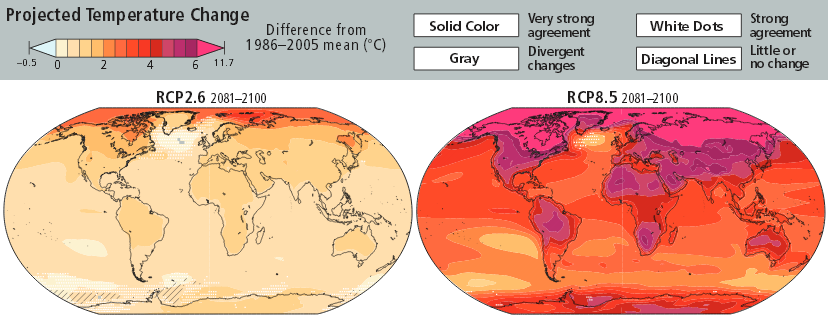 Projected Temperature Change
Difference from
1986–2005 mean (°C)
−0.5 0 2 4 6 11.7
Solid Color
Very strong
agreement
White Dots
Strong
agreement
Gray
Divergent
changes
Diagonal Lines
Little or
no change
RCP2.6 2081–2100
RCP8.5 2081–2100